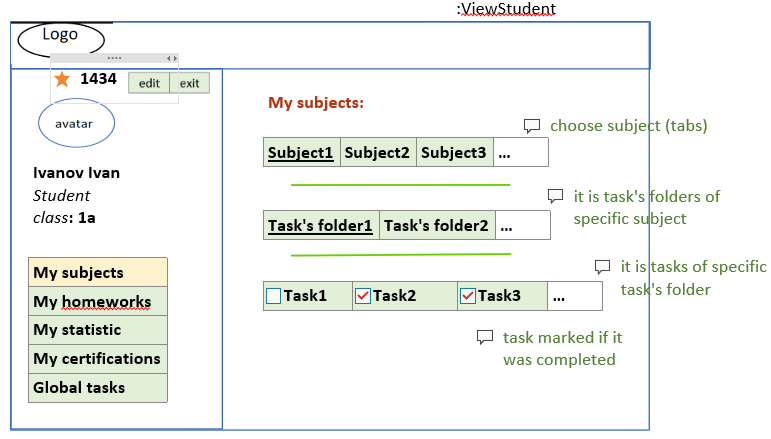 :ViewStudent
Logo
1434 edit exit
avatar
Ivanov Ivan
Student
class: 1a
My subjects
My homeworks
My statistic
My certifications
Global tasks
My subjects:
choose subject (tabs)
Subject1 Subject2 Subject3 ...
it is task's folders of
specific subject
Task's folder1 Task's folder2 ...
it is tasks of specific
task's folder
Task1 Task2 Task3 ...
task marked if it
was completed